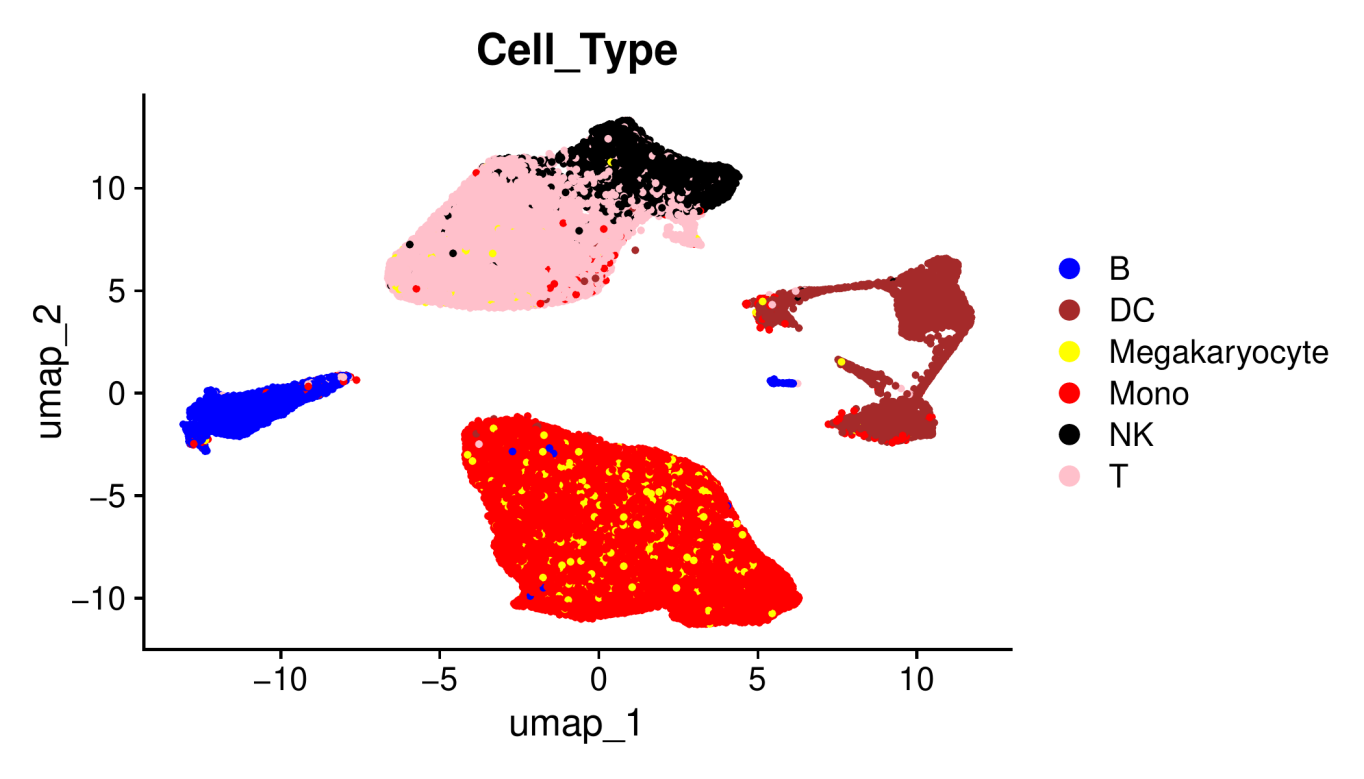 Cell_Type
umap_2
10
5
0
−5
−10
−10
−5
0
5
10
umap_1
B
DC
Megakaryocyte
Mono
NK
T